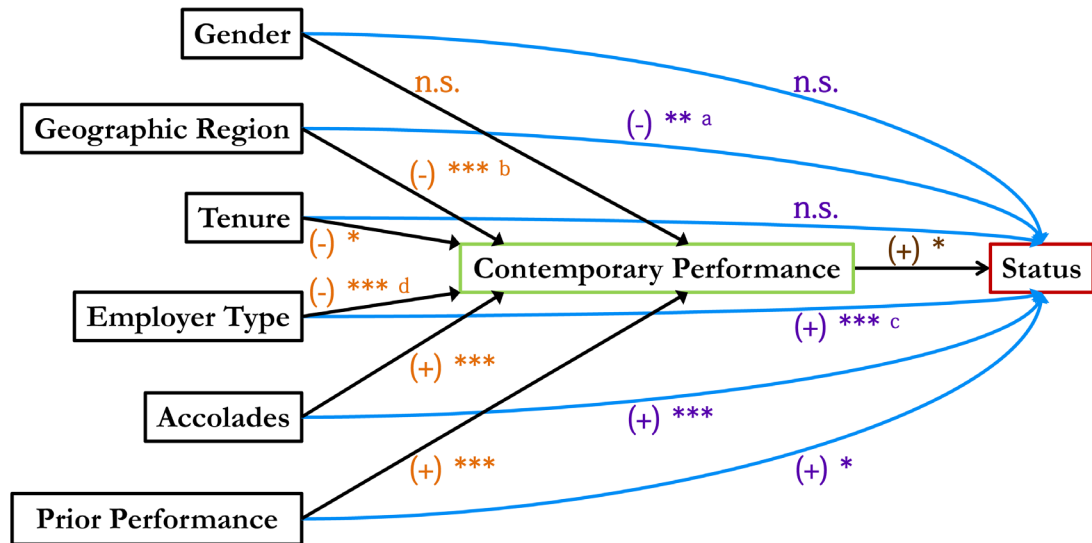 Gender
n.s.
n.s.
Geographic Region
(-) ** a
(-) *** b
Tenure
n.s.
(-) *
(+) *
Contemporary Performance
Status
(-) *** d
Employer Type
(+) *** c
(+) ***
Accolades
(+) ***
(+) ***
(+) *
Prior Performance